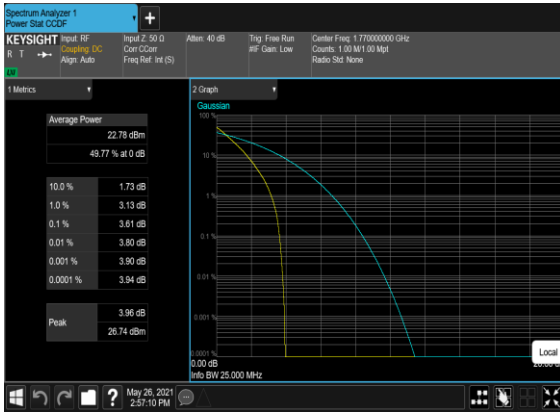 Spectrum Analyzer 1
Power Stat CCDF
KEYSIGHT
R T
LXI
Input: RF
Coupling: DC
Align: Auto
Input Z: 50 Ω
Corr CCorr
Freq Ref: Int (S)
Atten: 40 dB
Trig: Free Run
#IF Gain: Low
Center Freq: 1.770000000 GHz
Counts: 1.00 M/1.00 Mpt
Radio Std: None
1 Metrics
Average Power
22.78 dBm
49.77 % at 0 dB
10.0 % 1.73 dB
1.0 % 3.13 dB
0.1 % 3.61 dB
0.01 % 3.80 dB
0.001 % 3.90 dB
0.0001 % 3.94 dB
Peak
3.96 dB
26.74 dBm
2 Graph
Gaussian
100 %
10 %
1 %
0.1 %
0.01 %
0.001 %
0.0001 %
0.00 dB
Info BW 25.000 MHz
Local
May 26, 2021
2:57:10 PM